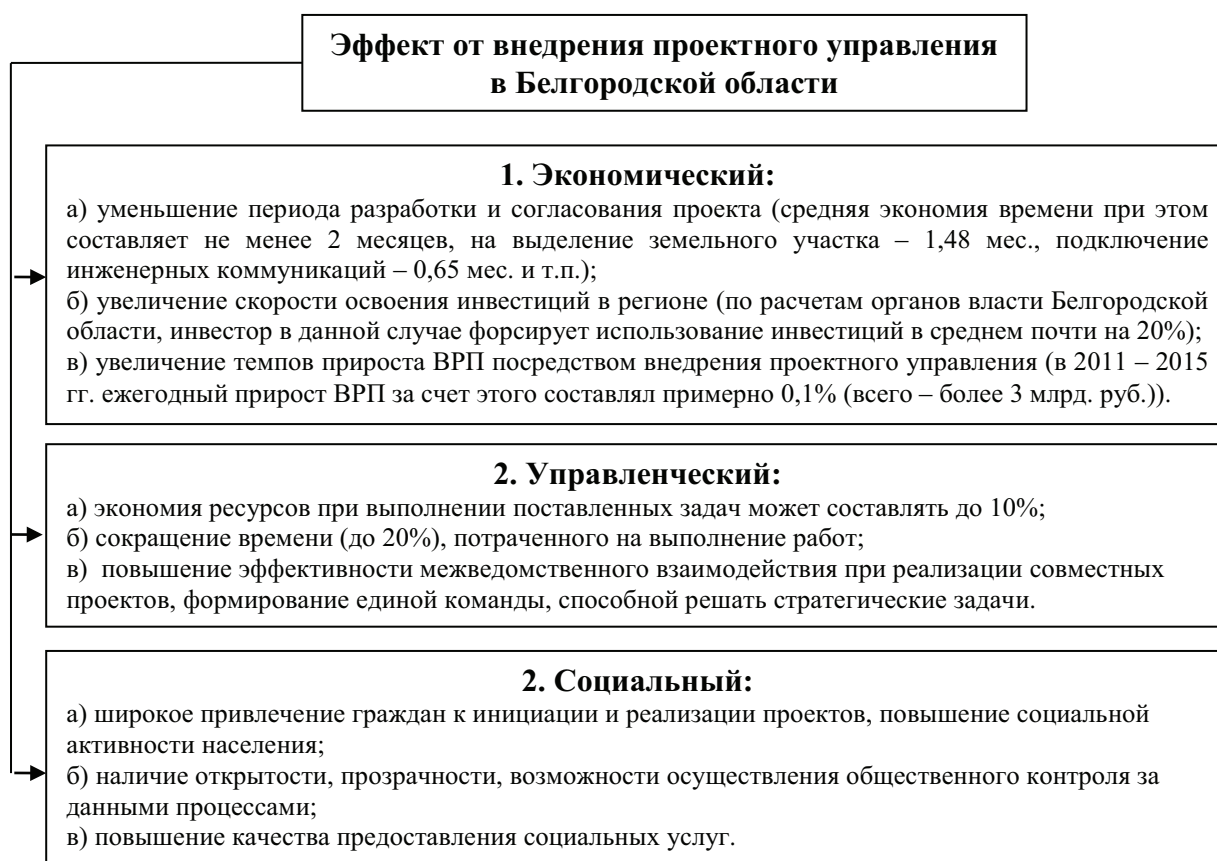 Эффект от внедрения проектного управления
в Белгородской области
1. Экономический:
а) уменьшение периода разработки и согласования проекта (средняя экономия времени при этом
составляет не менее 2 месяцев, на выделение земельного участка – 1,48 мес., подключение
инженерных коммуникаций – 0,65 мес. и т.п.);
б) увеличение скорости освоения инвестиций в регионе (по расчетам органов власти Белгородской
области, инвестор в данной случае форсирует использование инвестиций в среднем почти на 20%);
в) увеличение темпов прироста ВРП посредством внедрения проектного управления (в 2011 – 2015
гг. ежегодный прирост ВРП за счет этого составлял примерно 0,1% (всего – более 3 млрд. руб.)).
2. Управленческий:
а) экономия ресурсов при выполнении поставленных задач может составлять до 10%;
б) сокращение времени (до 20%), потраченного на выполнение работ;
в) повышение эффективности межведомственного взаимодействия при реализации совместных
проектов, формирование единой команды, способной решать стратегические задачи.
2. Социальный:
а) широкое привлечение граждан к инициации и реализации проектов, повышение социальной
активности населения;
б) наличие открытости, прозрачности, возможности осуществления общественного контроля за
данными процессами;
в) повышение качества предоставления социальных услуг.